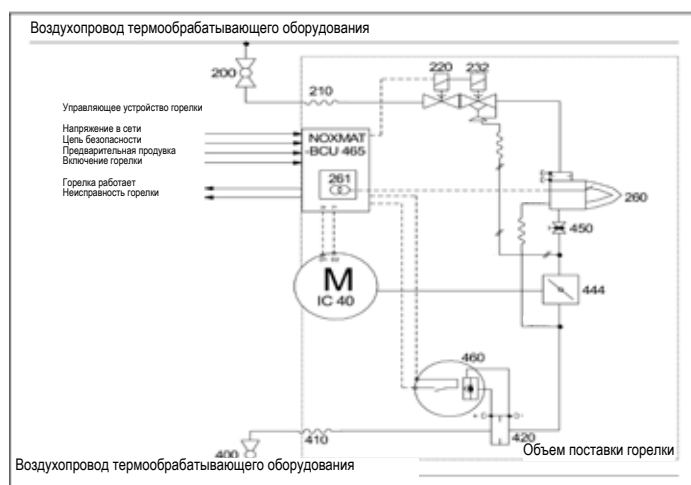 Воздухопровод термообрабатывающего оборудования
200
210
220
232
Управляющее устройство горелки
Напряжение в сети
Цепь безопасности
Предварительная продувка
Включение горелки
NOXMAT
-BCU 465
261
Горелка работает
Неисправность горелки
260
450
M
IC 40
444
460
+
-
400
410
420
Объем поставки горелки
Воздухопровод термообрабатывающего оборудования